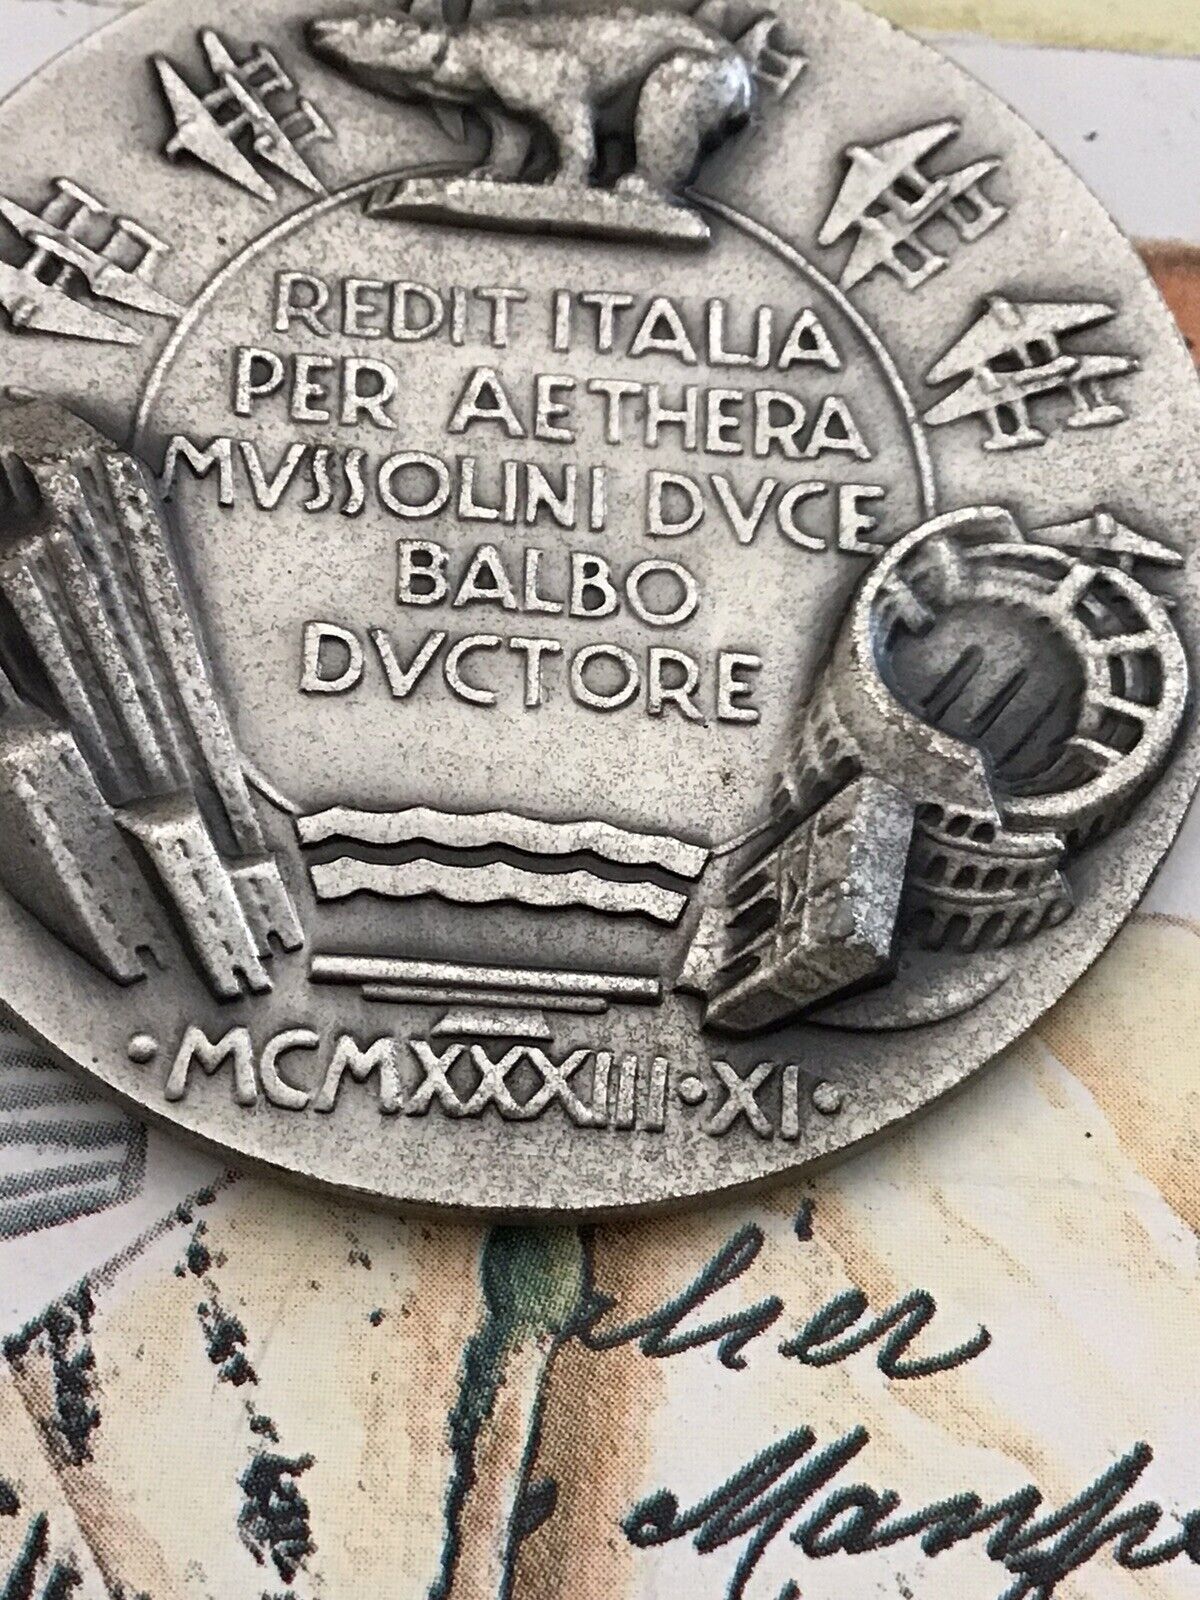 REDIT ITALIA
PER AETHERA
MVSSOLINI DVCE
BALBO
DVCTORE
·MCMXXXIII·XI·